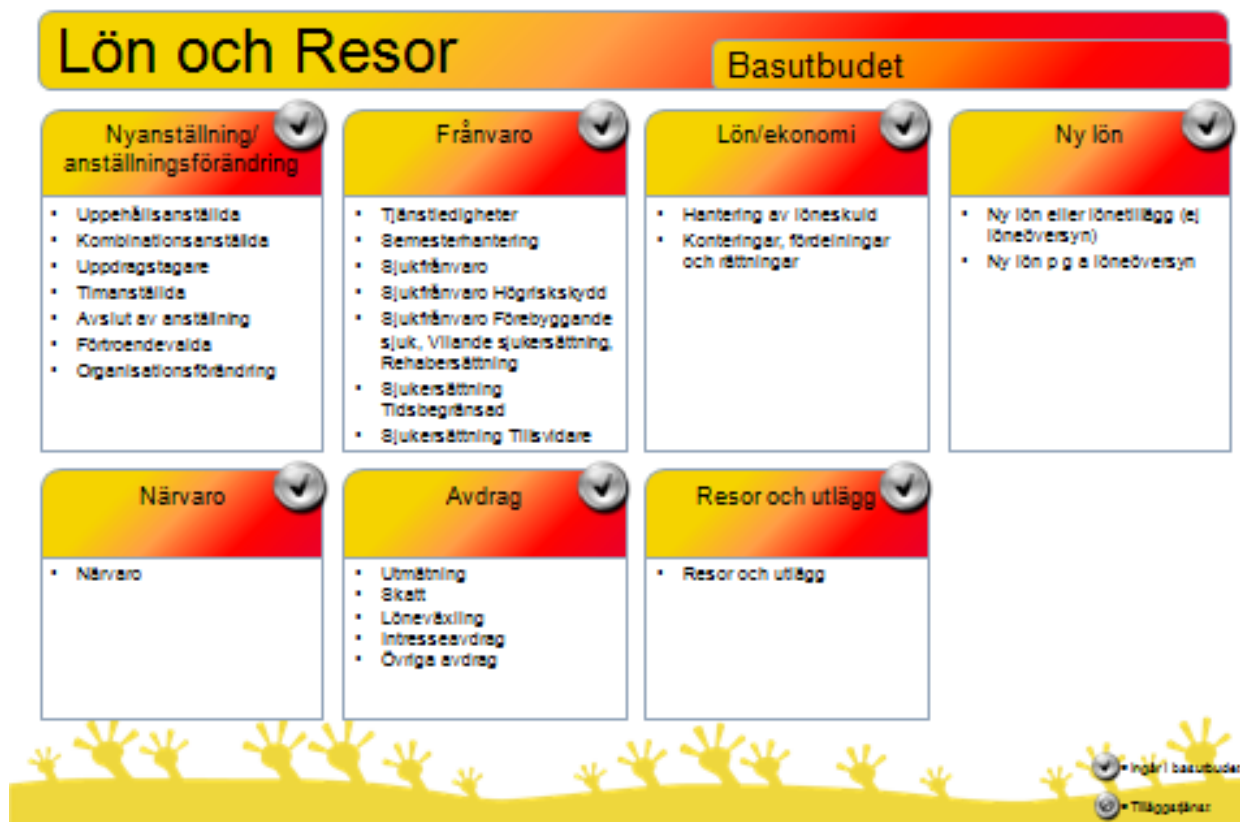 Lön och Resor
Basutbudet
Nyanställning/
anställningsförändring
• Uppehållsanställda
• Kombinationsanställda
• Uppdragstagare
• Timanställda
• Avslut av anställning
• Förtroendevalda
• Organisationsförändring
Frånvaro
• Tjänstledigheter
• Semesterhantering
• Sjukfrånvaro
• Sjukfrånvaro Högriskskydd
• Sjukfrånvaro Förebyggande
sjuk, Vilande sjukersättning,
Rehabersättning
• Sjukersättning
Tidsbegränsad
• Sjukersättning Tillsvidare
Lön/ekonomi
• Hantering av löneskuld
• Konteringar, fördelningar
och rättningar
Ny lön
• Ny lön eller lönetillägg (ej
löneöversyn)
• Ny lön p g a löneöversyn
Närvaro
• Närvaro
Avdrag
• Utmätning
• Skatt
• Löneväxling
• Intresseavdrag
• Övriga avdrag
Resor och utlägg
• Resor och utlägg
= Ingår i basutbudet
= Tilläggstjänst